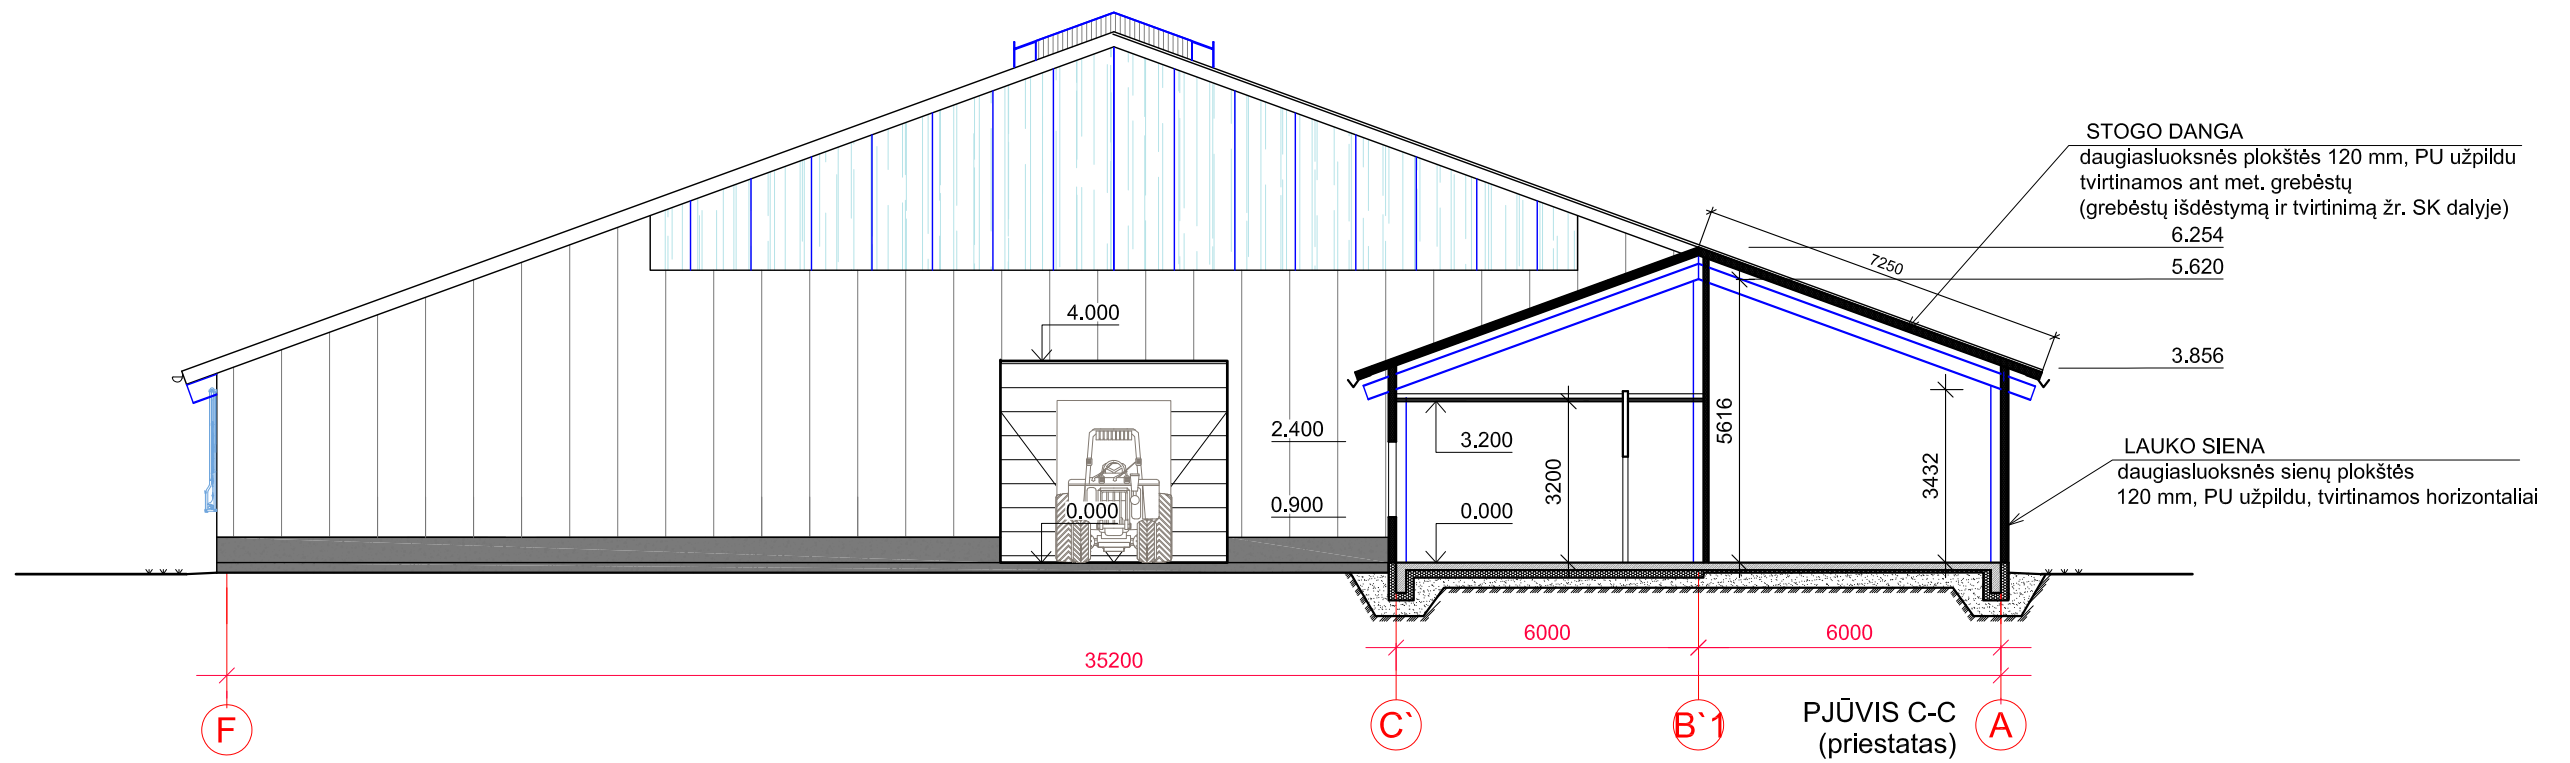 STOGO DANGA
daugiasluoksnės plokštės 120 mm, PU užpildu
tvirtinamos ant met. grebėstų
(grebėstų išdėstymą ir tvirtinimą žr. SK dalyje)
6.254
7250
5.620
4.000
3.856
5616
2.400
3.200
3200
3432
LAUKO SIENA
daugiasluoksnės sienų plokštės
120 mm, PU užpildu, tvirtinamos horizontaliai
0.000
0.900
0.000
6000
6000
35200
F
C`
B`1
A
PJŪVIS C-C
(priestatas)